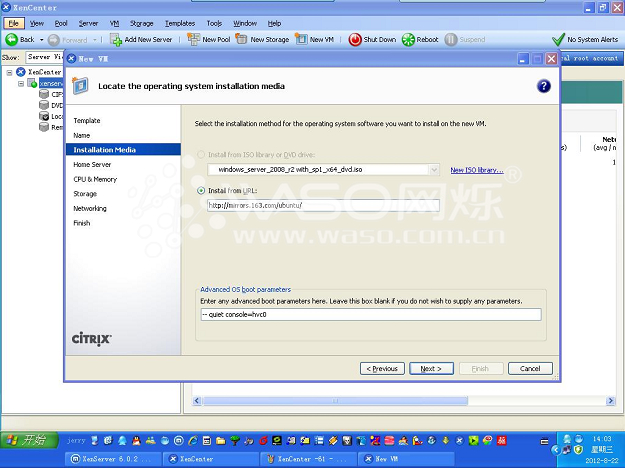 XenCenter
File View Pool Server VM Storage Templates Tools Window Help
Back Forward Add New Server New Pool New Storage New VM Shut Down Reboot Suspend No System Alerts
Show: Server Vi
New VM
cal root account
XenCenter
xenserv
CIF
DVD
Loca
Rem
Locate the operating system installation media
Template
Name
Installation Media
Home Server
CPU & Memory
Storage
Networking
Finish
Select the installation method for the operating system software you want to install on the new VM.
Install from ISO library or DVD drive:
windows_server_2008_r2 with_sp1_x64_dvd.iso
New ISO library...
Install from URL:
http://mirrors.163.com/ubuntu/
WASO网烁
www.waso.com.cn
Netw
s)
(avg / m
Advanced OS boot parameters
Enter any advanced boot parameters here. Leave this box blank if you do not wish to supply any parameters.
-- quiet console=hvc0
CITRIX
< Previous Next > Finish Cancel
开始
jerry
14:03
星期三
2012-8-22
XenServer 6.0.2 ...
XenCenter
XenCenter -61 - ...
New VM